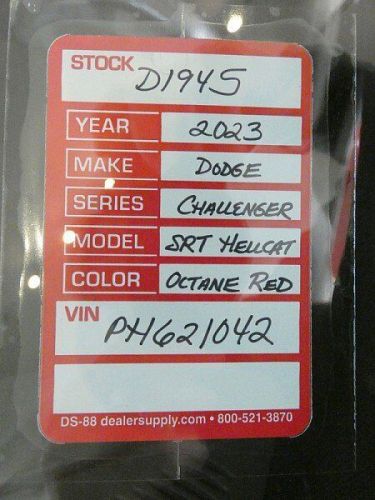 STOCK
D1945
YEAR 2023
MAKE DODGE
SERIES CHALLENGER
MODEL SRT HELLCAT
COLOR OCTANE RED
VIN
PH621042
DS-88 dealersupply.com • 800-521-3870